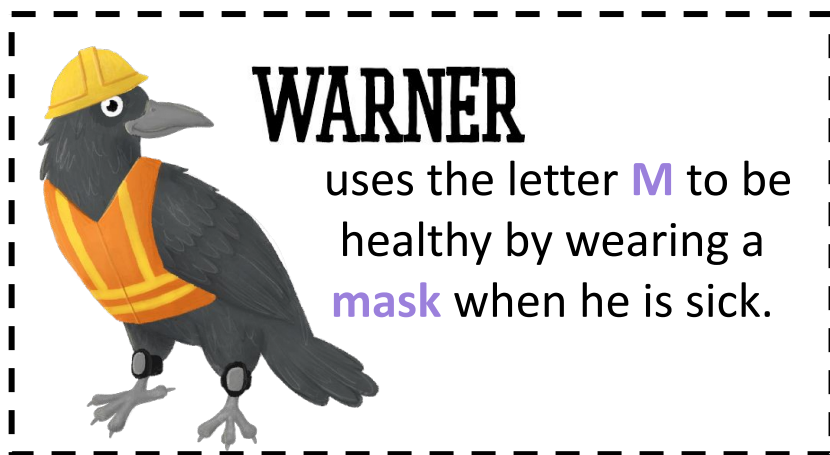 WARNER
uses the letter M to be
healthy by wearing a
mask when he is sick.